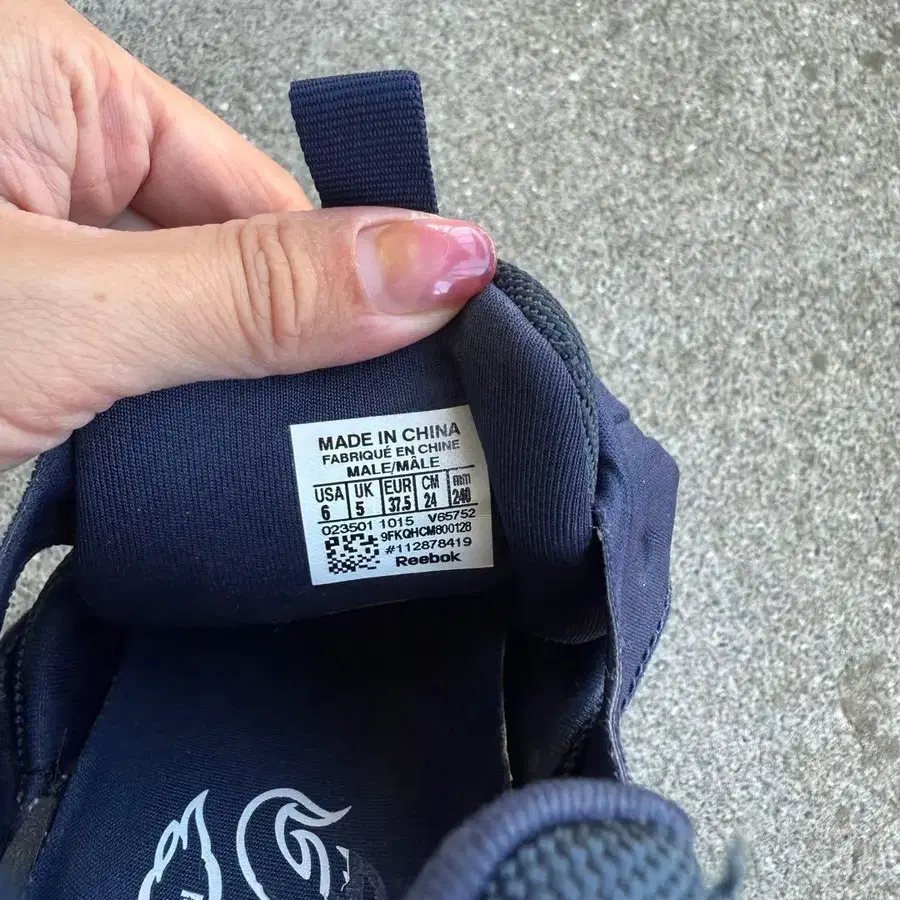 MADE IN CHINA
FABRIQUÉ EN CHINE
MALE/MÂLE
USA UK EUR CM mm
6 5 37.5 24 240
023501 1015 V65752
9FKQHCM800128
#112878419
Reebok